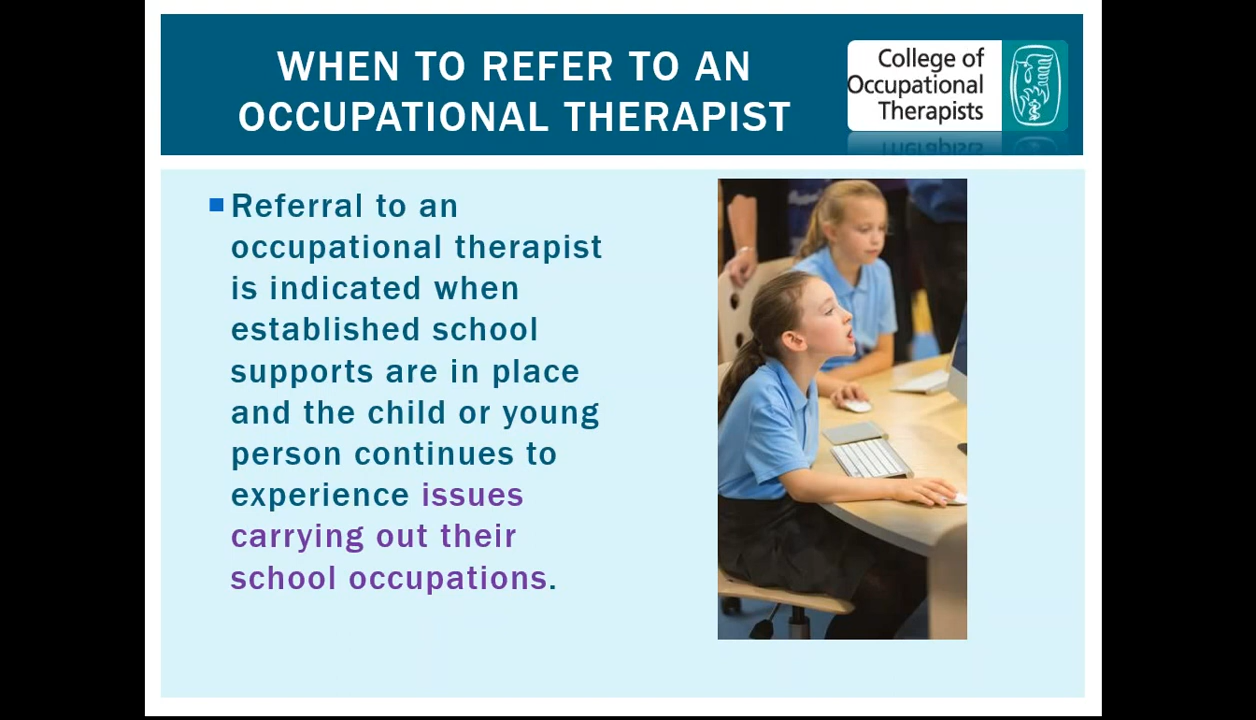 WHEN TO REFER TO AN
OCCUPATIONAL THERAPIST
College of
Occupational
Therapists
Referral to an
occupational therapist
is indicated when
established school
supports are in place
and the child or young
person continues to
experience issues
carrying out their
school occupations.